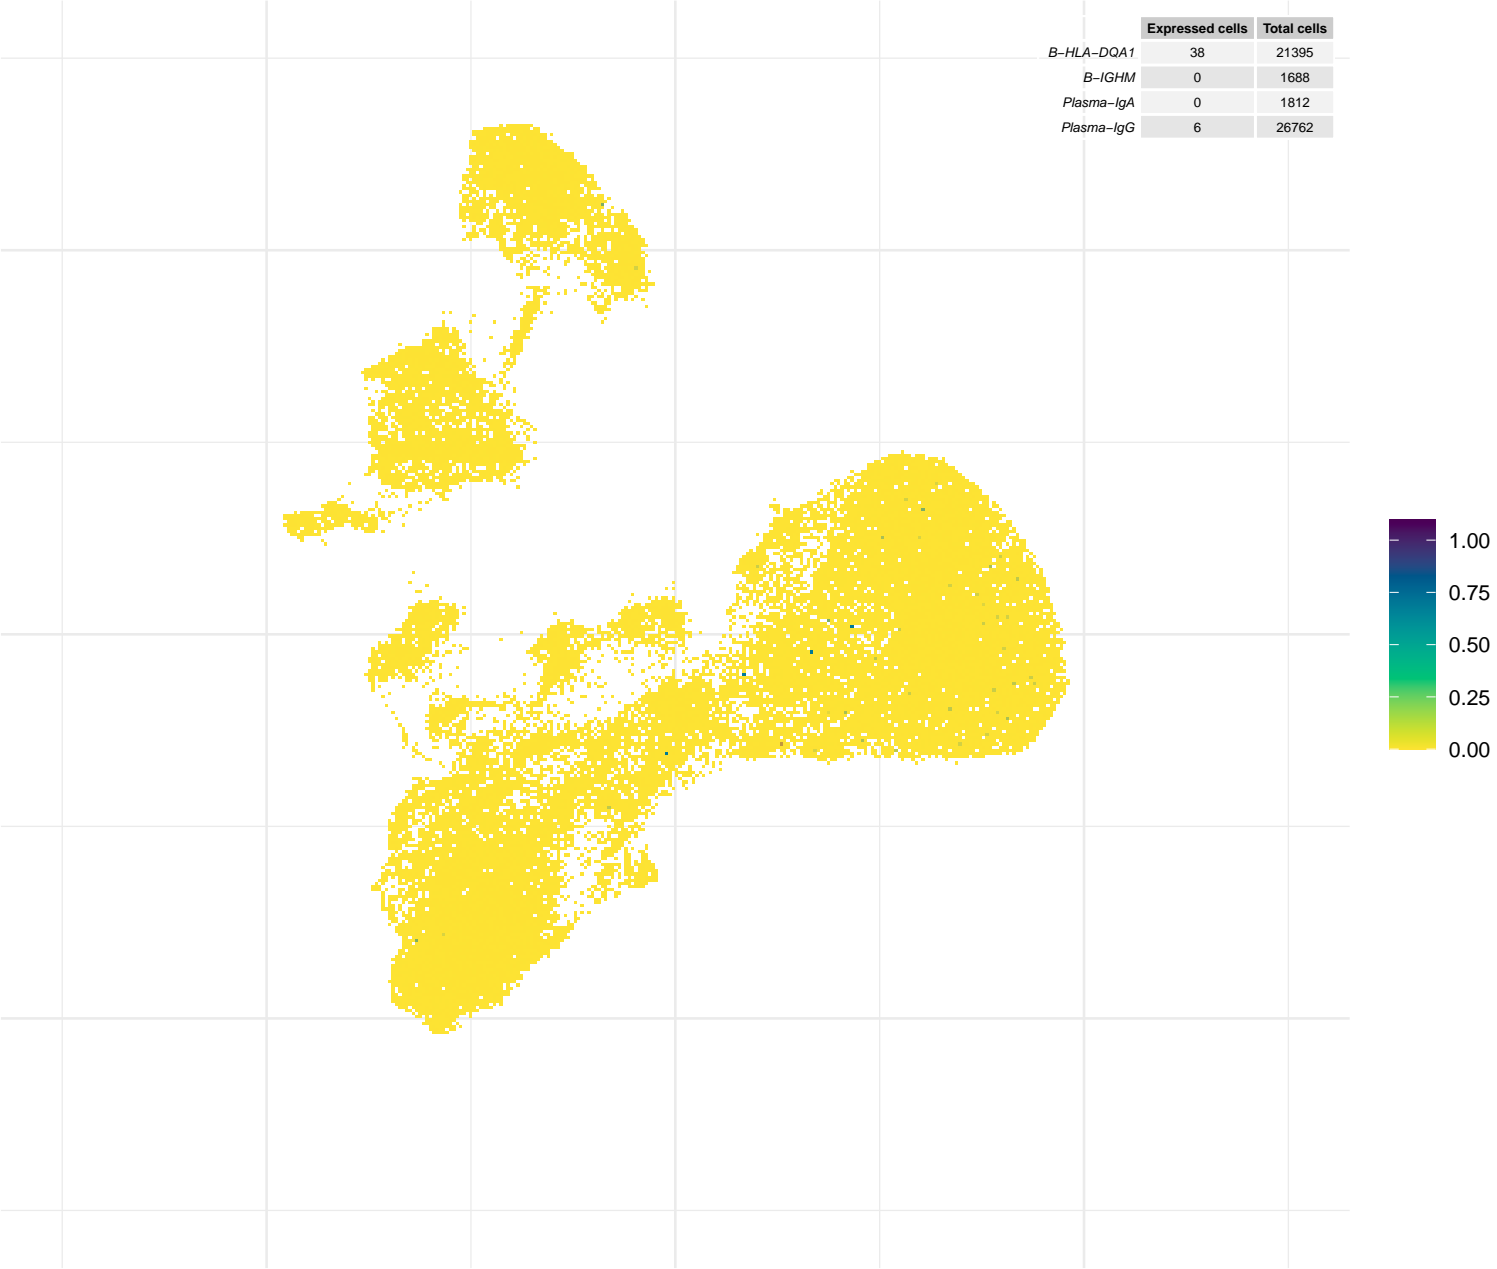 Expressed cells Total cells
B−HLA−DQA1 38 21395
B−IGHM 0 1688
Plasma−IgA 0 1812
Plasma−IgG 6 26762
1.00
0.75
0.50
0.25
0.00